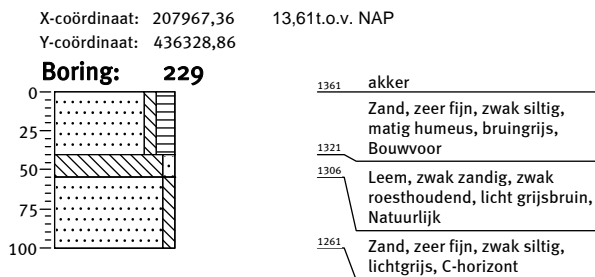 X-coördinaat: 207967,36 13,61t.o.v. NAP
Y-coördinaat: 436328,86
Boring: 229
0
25
50
75
100
1361 akker
Zand, zeer fijn, zwak siltig,
matig humeus, bruingrijs,
1321 Bouwvoor
1306 Leem, zwak zandig, zwak
roesthoudend, licht grijsbruin,
Natuurlijk
1261 Zand, zeer fijn, zwak siltig,
lichtgrijs, C-horizont